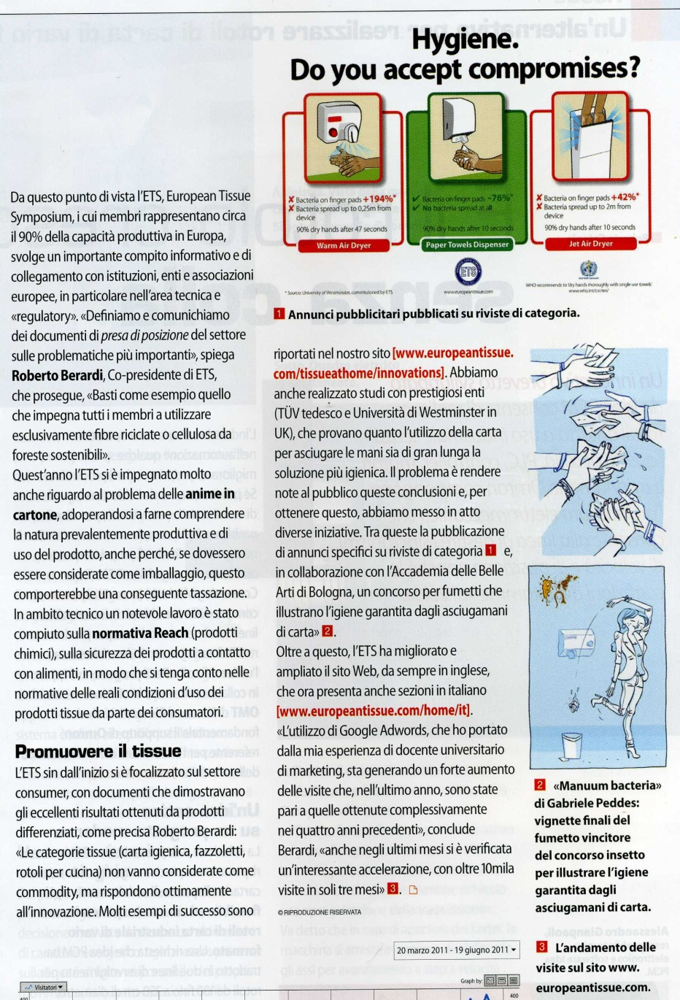 Hygiene.
Do you accept compromises?
✘ Bacteria on finger pads +194%*
✘ Bacteria spread up to 0,25m from
device
90% dry hands after 47 seconds
Warm Air Dryer
✓ Bacteria on finger pads -76%*
✓ No bacteria spread at all
90% dry hands after 10 seconds
Paper Towels Dispenser
✘ Bacteria on finger pads +42%*
✘ Bacteria spread up to 2m from
device
90% dry hands after 10 seconds
Jet Air Dryer
* Source: University of Westminster, commissioned by ETS
ETS
www.europeantissue.com
WHO recommends to 'dry hands thoroughly with single use towels'
www.who.int/csr/en/
1 Annunci pubblicitari pubblicati su riviste di categoria.
Da questo punto di vista l'ETS, European Tissue
Symposium, i cui membri rappresentano circa
il 90% della capacità produttiva in Europa,
svolge un importante compito informativo e di
collegamento con istituzioni, enti e associazioni
europee, in particolare nell'area tecnica e
«regulatory». «Definiamo e comunichiamo
dei documenti di presa di posizione del settore
sulle problematiche più importanti», spiega
Roberto Berardi, Co-presidente di ETS,
che prosegue, «Basti come esempio quello
che impegna tutti i membri a utilizzare
esclusivamente fibre riciclate o cellulosa da
foreste sostenibili».
Quest'anno l'ETS si è impegnato molto
anche riguardo al problema delle anime in
cartone, adoperandosi a farne comprendere
la natura prevalentemente produttiva e di
uso del prodotto, anche perché, se dovessero
essere considerate come imballaggio, questo
comporterebbe una conseguente tassazione.
In ambito tecnico un notevole lavoro è stato
compiuto sulla normativa Reach (prodotti
chimici), sulla sicurezza dei prodotti a contatto
con alimenti, in modo che si tenga conto nelle
normative delle reali condizioni d'uso dei
prodotti tissue da parte dei consumatori.
Promuovere il tissue
L'ETS sin dall'inizio si è focalizzato sul settore
consumer, con documenti che dimostravano
gli eccellenti risultati ottenuti da prodotti
differenziati, come precisa Roberto Berardi:
«Le categorie tissue (carta igienica, fazzoletti,
rotoli per cucina) non vanno considerate come
commodity, ma rispondono ottimamente
all'innovazione. Molti esempi di successo sono
riportati nel nostro sito [www.europeantissue.
com/tissueathome/innovations]. Abbiamo
anche realizzato studi con prestigiosi enti
(TÜV tedesco e Università di Westminster in
UK), che provano quanto l'utilizzo della carta
per asciugare le mani sia di gran lunga la
soluzione più igienica. Il problema è rendere
note al pubblico queste conclusioni e, per
ottenere questo, abbiamo messo in atto
diverse iniziative. Tra queste la pubblicazione
di annunci specifici su riviste di categoria 1 e,
in collaborazione con l'Accademia delle Belle
Arti di Bologna, un concorso per fumetti che
illustrano l'igiene garantita dagli asciugamani
di carta» 2.
Oltre a questo, l'ETS ha migliorato e
ampliato il sito Web, da sempre in inglese,
che ora presenta anche sezioni in italiano
[www.europeantissue.com/home/it].
«L'utilizzo di Google Adwords, che ho portato
dalla mia esperienza di docente universitario
di marketing, sta generando un forte aumento
delle visite che, nell'ultimo anno, sono state
pari a quelle ottenute complessivamente
nei quattro anni precedenti», conclude
Berardi, «anche negli ultimi mesi si è verificata
un'interessante accelerazione, con oltre 10mila
visite in soli tre mesi» 3.
© RIPRODUZIONE RISERVATA
2 «Manuum bacteria»
di Gabriele Peddes:
vignette finali del
fumetto vincitore
del concorso insetto
per illustrare l'igiene
garantita dagli
asciugamani di carta.
3 L'andamento delle
visite sul sito www.
europeantissue.com.
20 marzo 2011 - 19 giugno 2011
Graph by:
Visitatori
400
400